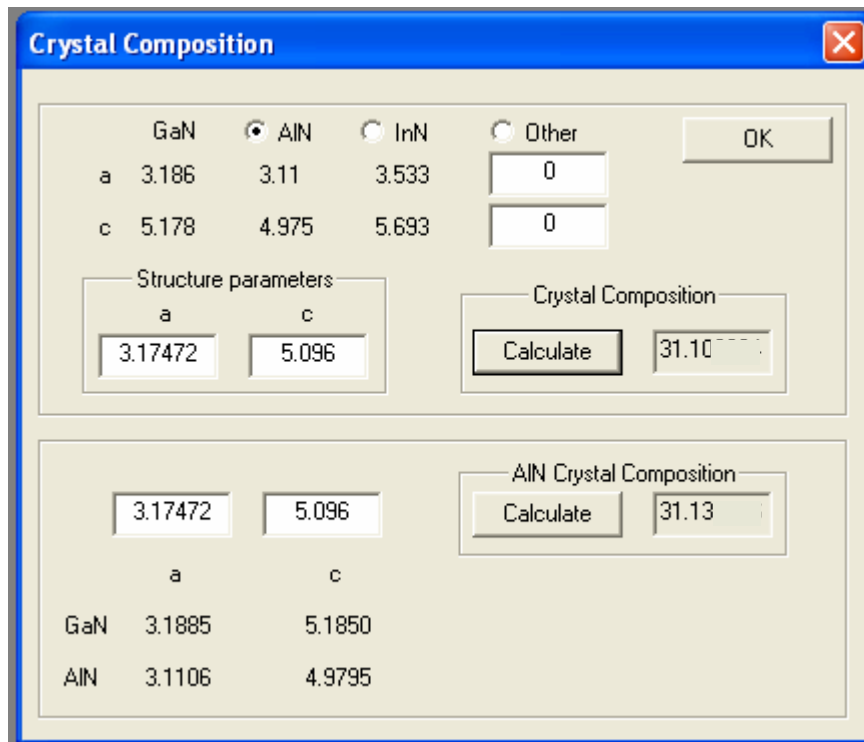 Crystal Composition
GaN AlN InN Other OK
a 3.186 3.11 3.533 0
c 5.178 4.975 5.693 0
Structure parameters
a c
3.17472 5.096
Crystal Composition
Calculate 31.10
AlN Crystal Composition
3.17472 5.096 Calculate 31.13
a c
GaN 3.1885 5.1850
AlN 3.1106 4.9795